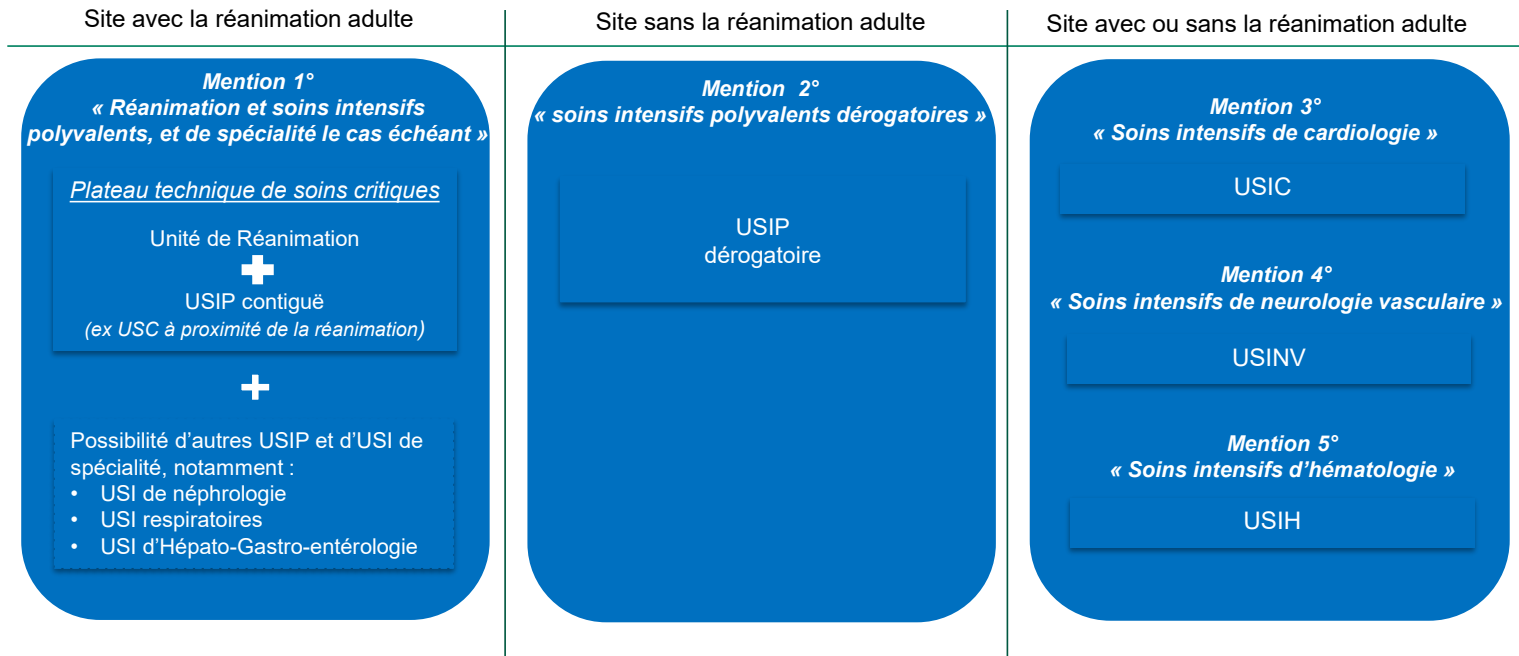 Site avec la réanimation adulte
Mention 1°
« Réanimation et soins intensifs
polyvalents, et de spécialité le cas échéant »
Plateau technique de soins critiques
Unité de Réanimation
+
USIP contiguë
(ex USC à proximité de la réanimation)
+
Possibilité d'autres USIP et d'USI de
spécialité, notamment :
• USI de néphrologie
• USI respiratoires
• USI d'Hépato-Gastro-entérologie
Site sans la réanimation adulte
Mention 2°
« soins intensifs polyvalents dérogatoires »
USIP
dérogatoire
Site avec ou sans la réanimation adulte
Mention 3°
« Soins intensifs de cardiologie »
USIC
Mention 4°
« Soins intensifs de neurologie vasculaire »
USINV
Mention 5°
« Soins intensifs d'hématologie »
USIH